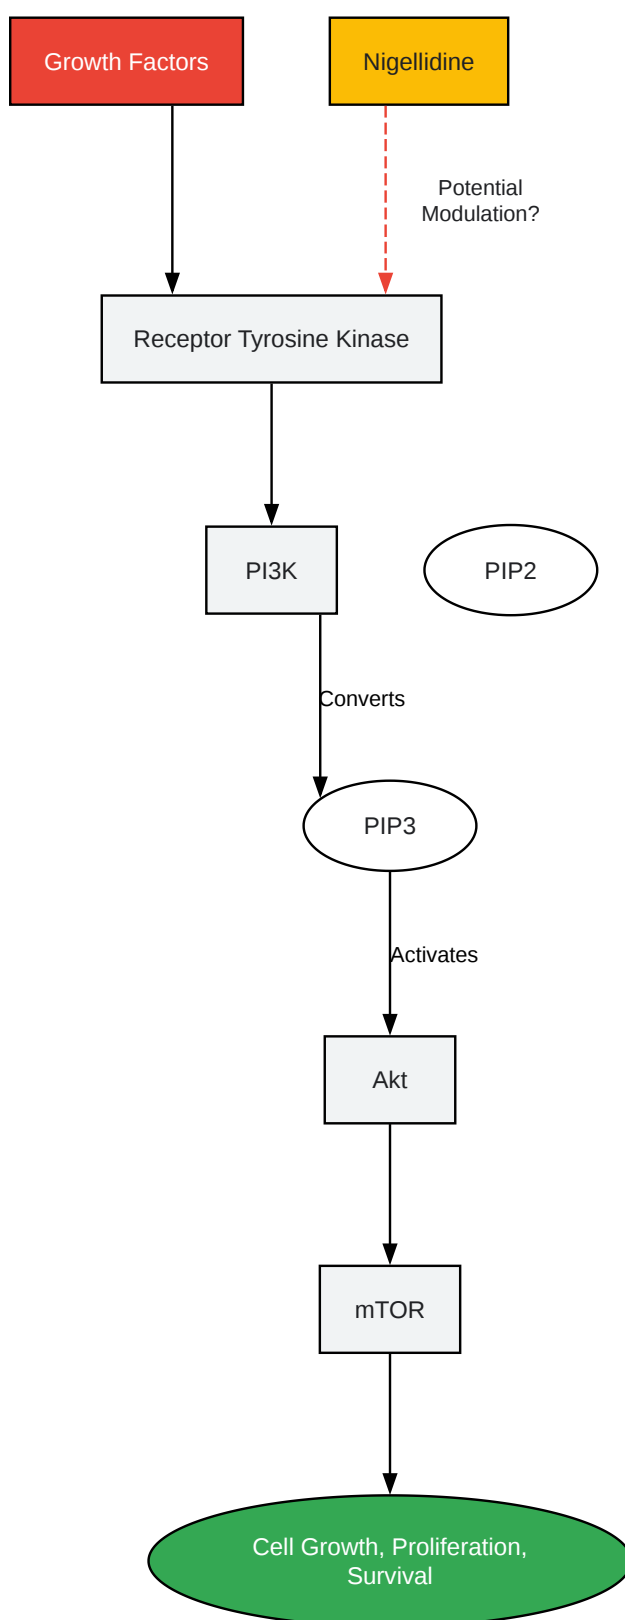 Growth Factors
Nigellidine
Potential
Modulation?
Receptor Tyrosine Kinase
PI3K
PIP2
Converts
PIP3
Activates
Akt
mTOR
Cell Growth, Proliferation,
Survival